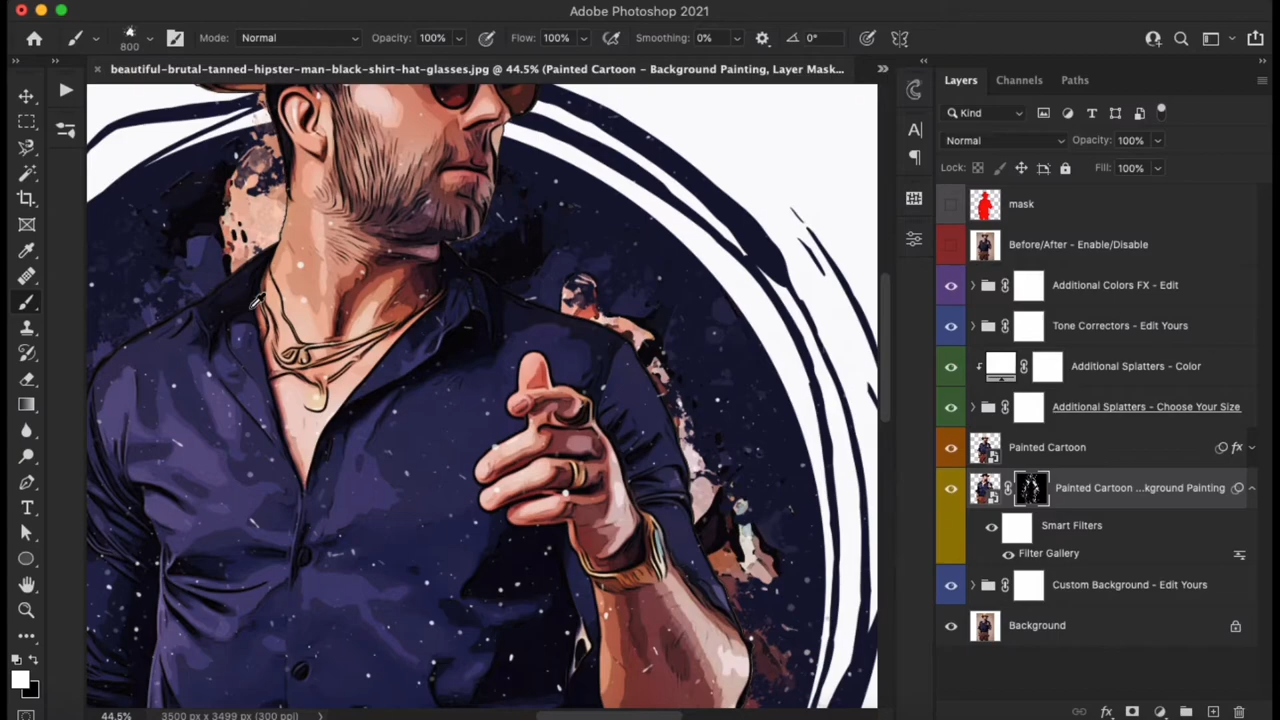 Adobe Photoshop 2021
800
Mode: Normal
Opacity: 100%
Flow: 100%
Smoothing: 0%
0°
beautiful-brutal-tanned-hipster-man-black-shirt-hat-glasses.jpg @ 44.5% (Painted Cartoon - Background Painting, Layer Mask...
Layers
Channels
Paths
Kind
Normal
Opacity: 100%
Lock:
Fill: 100%
mask
Before/After - Enable/Disable
Additional Colors FX - Edit
Tone Correctors - Edit Yours
Additional Splatters - Color
Additional Splatters - Choose Your Size
Painted Cartoon
fx
Painted Cartoon ...kground Painting
Smart Filters
Filter Gallery
Custom Background - Edit Yours
Background
44.5%
3500 px x 3499 px (300 ppi)
fx